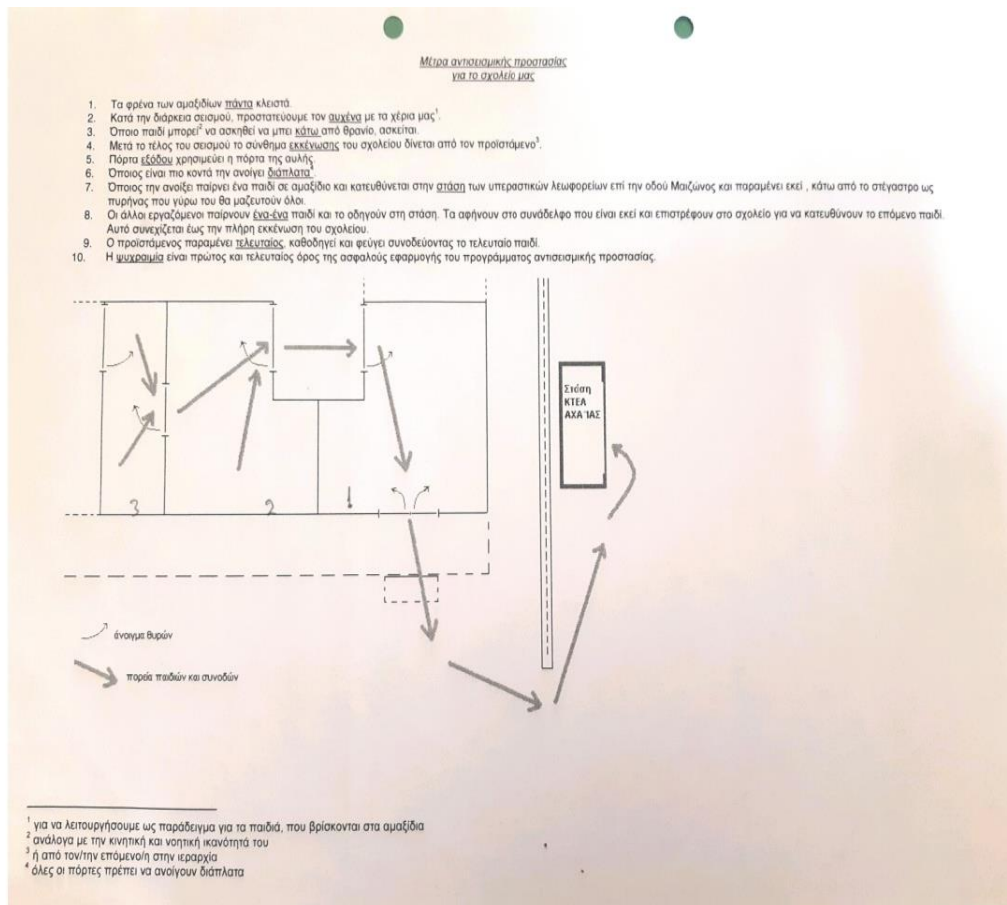 Μέτρα αντισεισμικής προστασίας
για το σχολείο μας
1. Τα φρένα των αμαξιδίων πάντα κλειστά.
2. Κατά την διάρκεια σεισμού, προστατεύουμε τον αυχένα με τα χέρια μας¹.
3. Όποιο παιδί μπορεί² να ασκηθεί να μπει κάτω από θρανίο, ασκείται.
4. Μετά το τέλος του σεισμού το σύνθημα εκκένωσης του σχολείου δίνεται από τον προϊστάμενο³.
5. Πόρτα εξόδου χρησιμεύει η πόρτα της αυλής.
6. Όποιος είναι πιο κοντά την ανοίγει διάπλατα⁴.
7. Όποιος την ανοίξει παίρνει ένα παιδί σε αμαξίδιο και κατευθύνεται στην στάση των υπεραστικών λεωφορείων επί την οδού Μαιζώνος και παραμένει εκεί , κάτω από το στέγαστρο ως
πυρήνας που γύρω του θα μαζευτούν όλοι.
8. Οι άλλοι εργαζόμενοι παίρνουν ένα-ένα παιδί και το οδηγούν στη στάση. Τα αφήνουν στο συνάδελφο που είναι εκεί και επιστρέφουν στο σχολείο για να κατευθύνουν το επόμενο παιδί.
Αυτό συνεχίζεται έως την πλήρη εκκένωση του σχολείου.
9. Ο προϊστάμενος παραμένει τελευταίος, καθοδηγεί και φεύγει συνοδεύοντας το τελευταίο παιδί.
10. Η ψυχραιμία είναι πρώτος και τελευταίος όρος της ασφαλούς εφαρμογής του προγράμματος αντισεισμικής προστασίας.
Στάση
ΚΤΕΛ
ΑΧΑΪΑΣ
3 2 1
άνοιγμα θυρών
πορεία παιδιών και συνοδών
¹ για να λειτουργήσουμε ως παράδειγμα για τα παιδιά, που βρίσκονται στα αμαξίδια
² ανάλογα με την κινητική και νοητική ικανότητά του
³ ή από τον/την επόμενο/η στην ιεραρχία
⁴ όλες οι πόρτες πρέπει να ανοίγουν διάπλατα